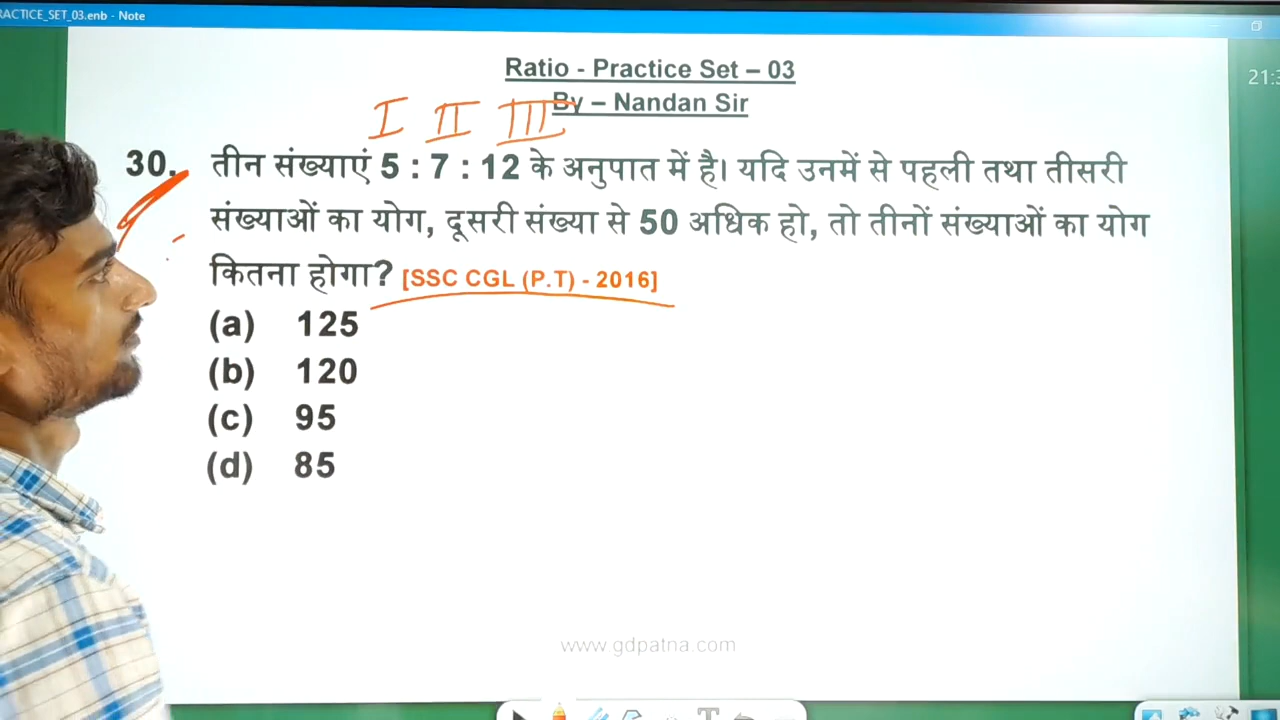 RACTICE_SET_03.enb - Note
Ratio - Practice Set – 03
By – Nandan Sir
I II III
30. तीन संख्याएं 5 : 7 : 12 के अनुपात में है। यदि उनमें से पहली तथा तीसरी
संख्याओं का योग, दूसरी संख्या से 50 अधिक हो, तो तीनों संख्याओं का योग
कितना होगा? [SSC CGL (P.T) - 2016]
(a) 125
(b) 120
(c) 95
(d) 85
www.gdpatna.com